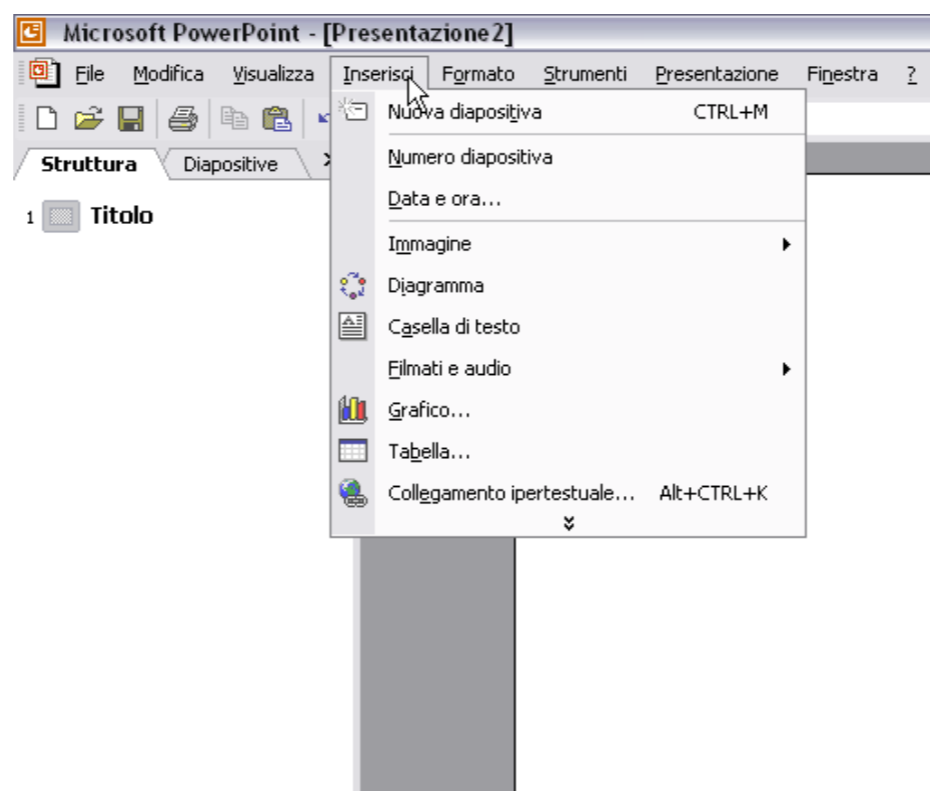 Microsoft PowerPoint - [Presentazione2]
File Modifica Visualizza Inserisci Formato Strumenti Presentazione Finestra ?
Nuova diapositiva CTRL+M
Numero diapositiva
Data e ora...
Immagine
Diagramma
Casella di testo
Filmati e audio
Grafico...
Tabella...
Collegamento ipertestuale... Alt+CTRL+K
Struttura Diapositive
1 Titolo